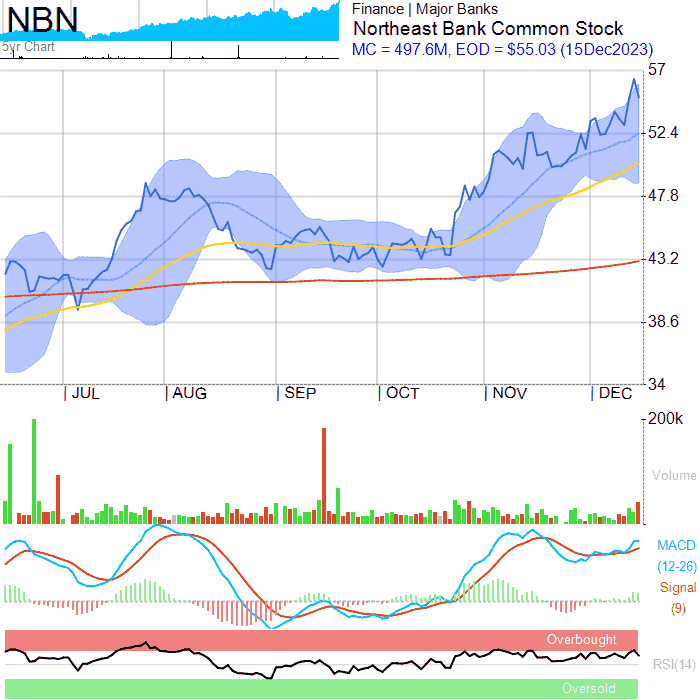 NBN
5yr Chart
Finance | Major Banks
Northeast Bank Common Stock
MC = 497.6M, EOD = $55.03 (15Dec2023)
57
52.4
47.8
43.2
38.6
34
JUL AUG SEP OCT NOV DEC
200k
Volume
MACD
(12-26)
Signal
(9)
Overbought
RSI(14)
Oversold